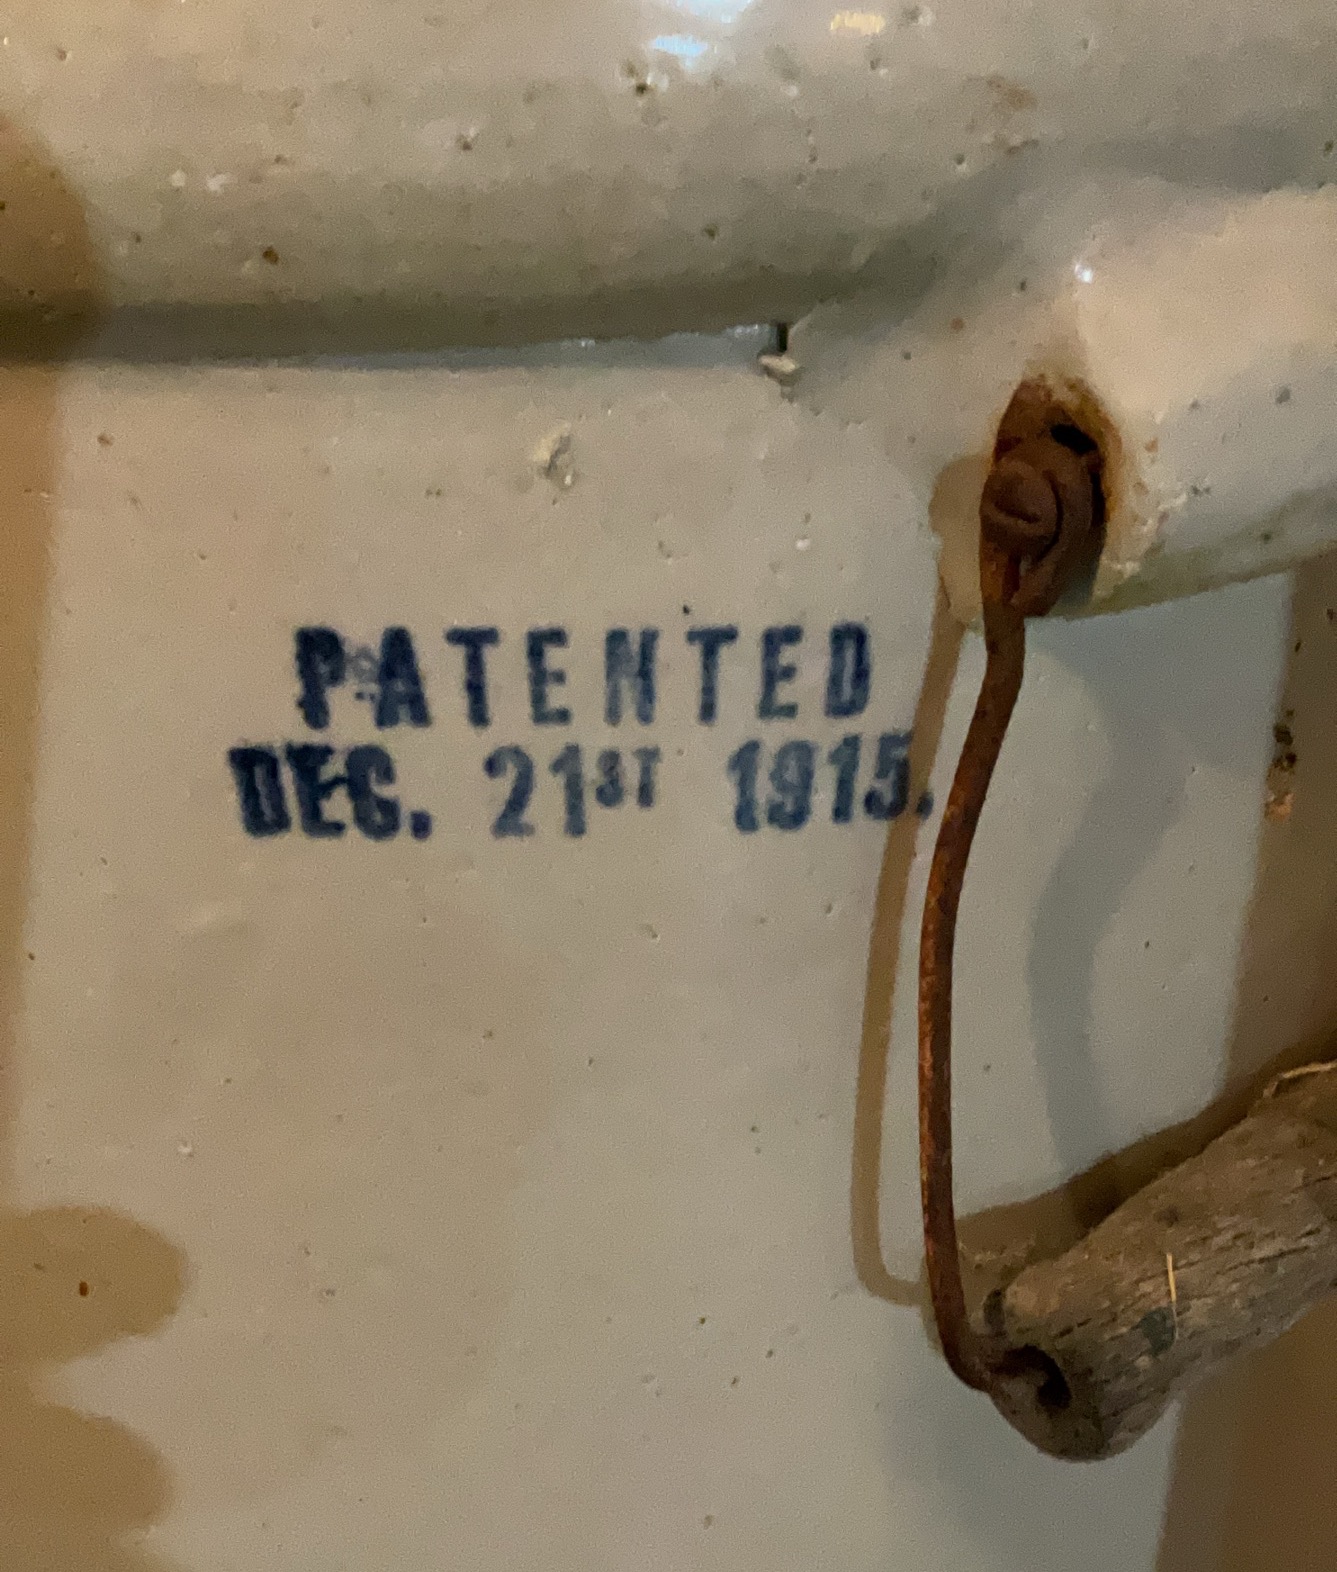 PATENTED
DEC. 21ST 1915.